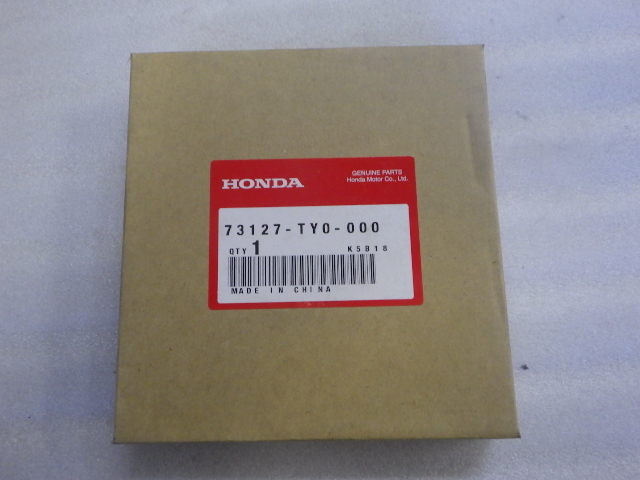 HONDA
GENUINE PARTS
Honda Motor Co., Ltd.
73127-TY0-000
QTY 1 K5B18
MADE IN CHINA